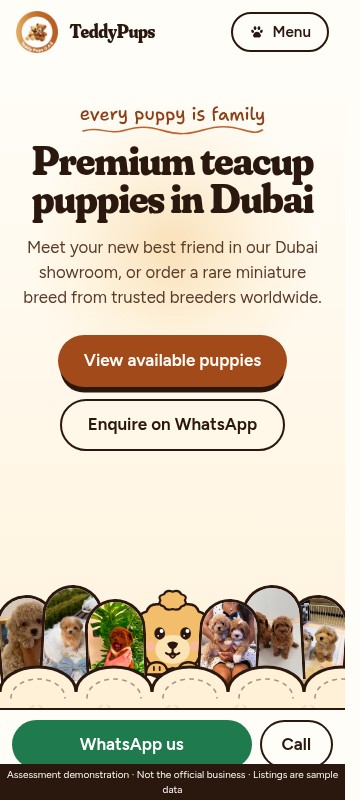 TeddyPups
Menu
every puppy is family
Premium teacup
puppies in Dubai
Meet your new best friend in our Dubai
showroom, or order a rare miniature
breed from trusted breeders worldwide.
View available puppies
Enquire on WhatsApp
WhatsApp us
Call
Assessment demonstration · Not the official business · Listings are sample
data